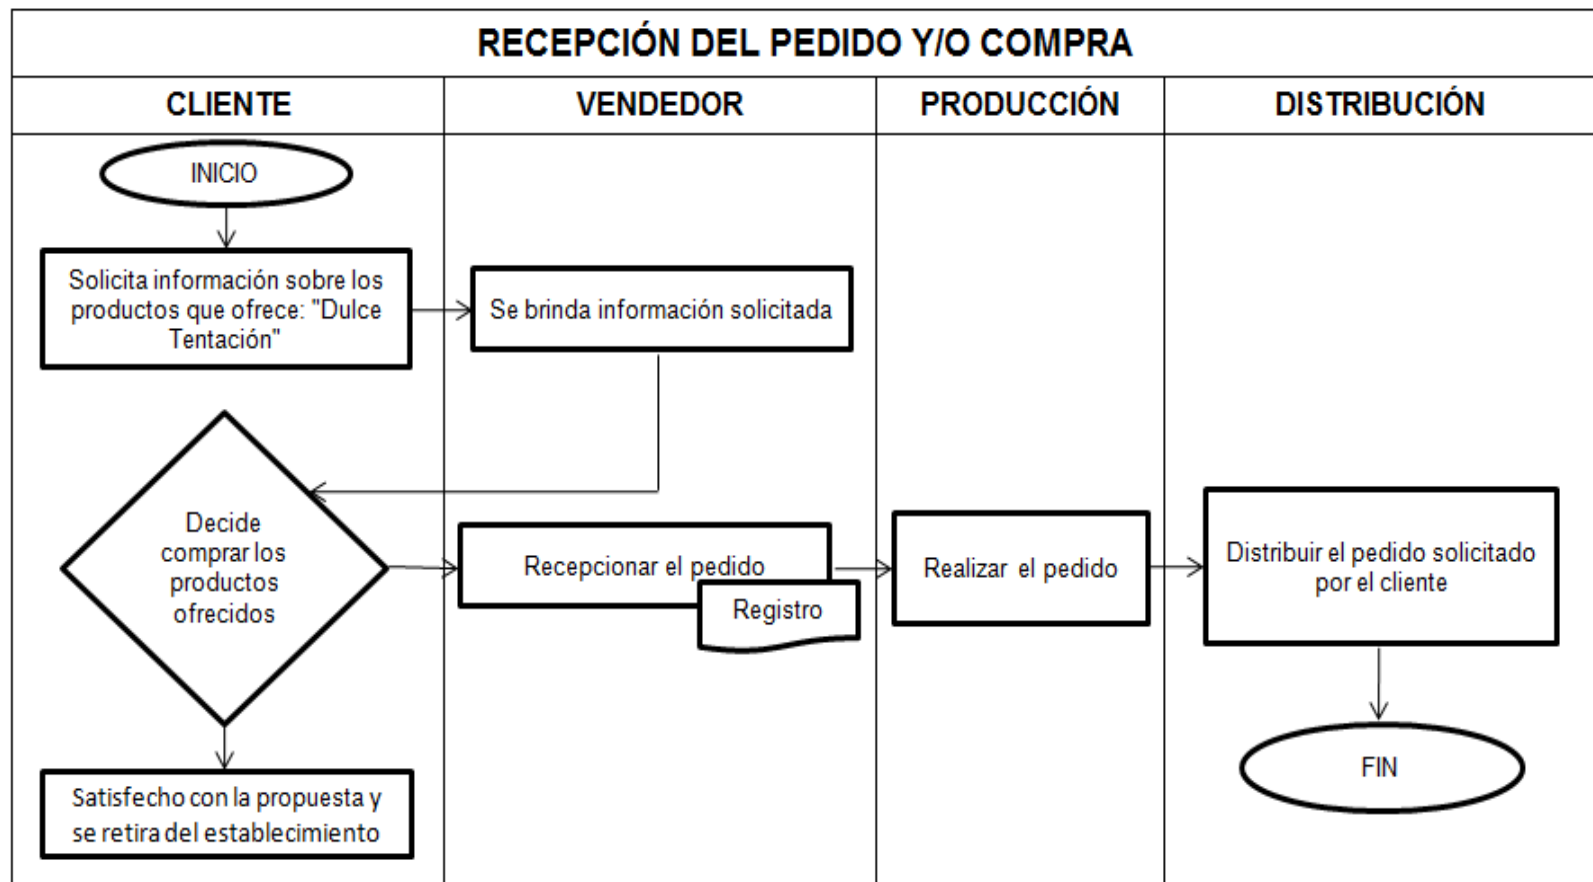 RECEPCIÓN DEL PEDIDO Y/O COMPRA
CLIENTE
VENDEDOR
PRODUCCIÓN
DISTRIBUCIÓN
INICIO
Solicita información sobre los
productos que ofrece: "Dulce
Tentación"
Se brinda información solicitada
Decide
comprar los
productos
ofrecidos
Recepcionar el pedido
Registro
Realizar el pedido
Distribuir el pedido solicitado
por el cliente
Satisfecho con la propuesta y
se retira del establecimiento
FIN